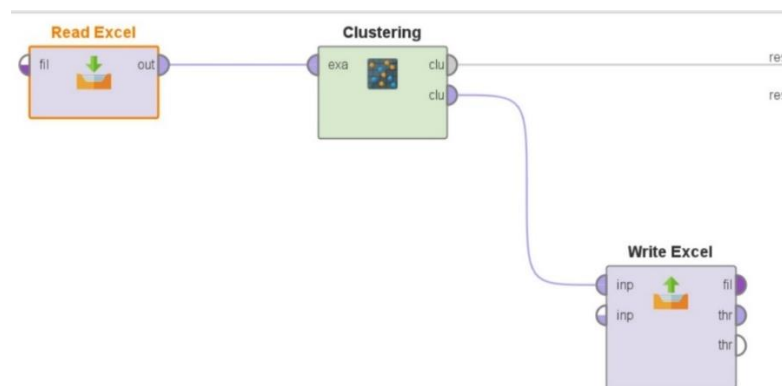 Read Excel
fil
out
Clustering
exa
clu
clu
res
res
Write Excel
inp
inp
fil
thr
thr